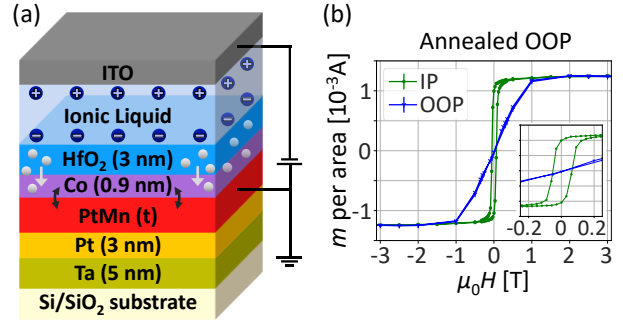 (a)
ITO
Ionic Liquid
HfO₂ (3 nm)
Co (0.9 nm)
PtMn (t)
Pt (3 nm)
Ta (5 nm)
Si/SiO₂ substrate
(b)
Annealed OOP
m per area [10⁻³A]
1
0
-1
IP
OOP
-0.2 0 0.2
-3 -2 -1 0 1 2 3
μ₀H [T]